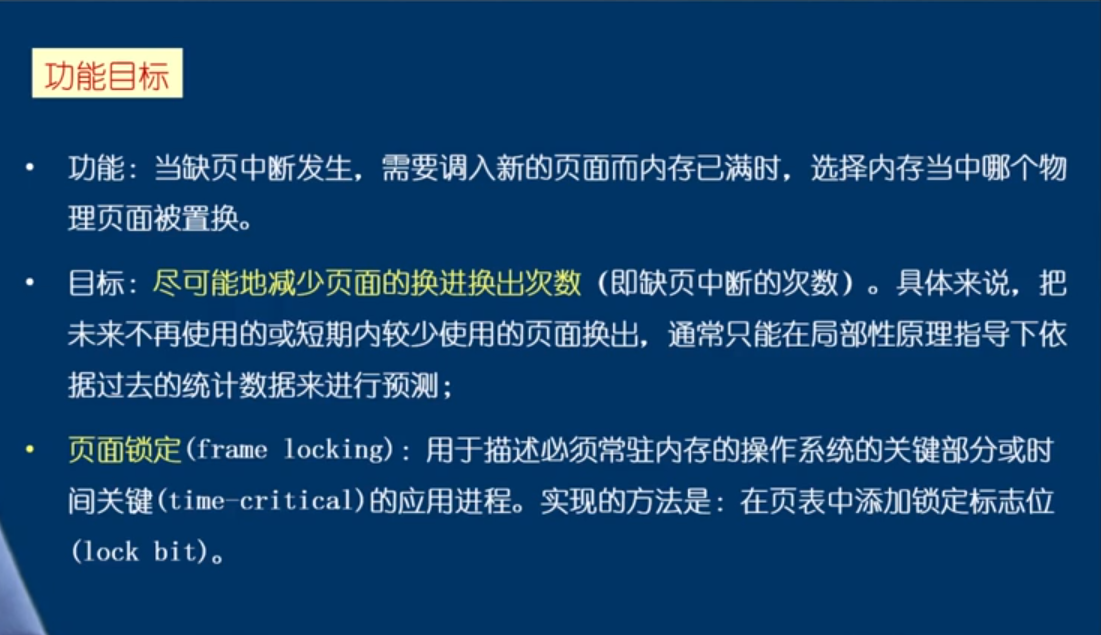 功能目标
• 功能：当缺页中断发生，需要调入新的页面而内存已满时，选择内存当中哪个物
理页面被置换。
• 目标：尽可能地减少页面的换进换出次数（即缺页中断的次数）。具体来说，把
未来不再使用的或短期内较少使用的页面换出，通常只能在局部性原理指导下依
据过去的统计数据来进行预测；
• 页面锁定(frame locking)：用于描述必须常驻内存的操作系统的关键部分或时
间关键(time-critical)的应用进程。实现的方法是：在页表中添加锁定标志位
(lock bit)。